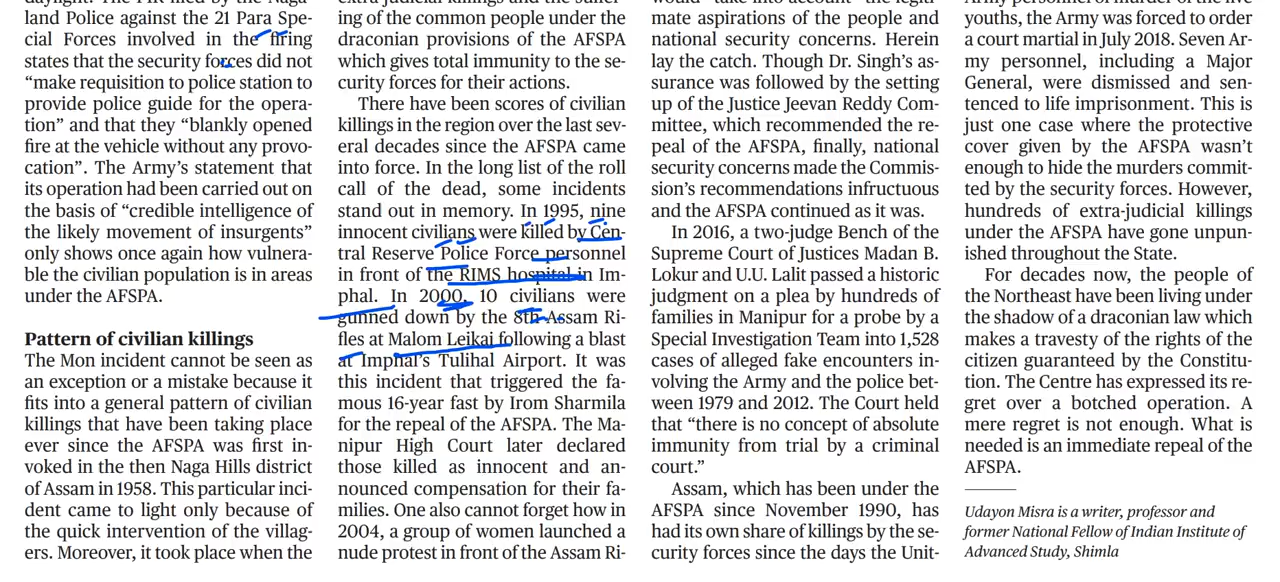 daylight. The FIR filed by the Naga-
land Police against the 21 Para Spe-
cial Forces involved in the firing
states that the security forces did not
“make requisition to police station to
provide police guide for the opera-
tion” and that they “blankly opened
fire at the vehicle without any provo-
cation”. The Army’s statement that
its operation had been carried out on
the basis of “credible intelligence of
the likely movement of insurgents”
only shows once again how vulnera-
ble the civilian population is in areas
under the AFSPA.
Pattern of civilian killings
The Mon incident cannot be seen as
an exception or a mistake because it
fits into a general pattern of civilian
killings that have been taking place
ever since the AFSPA was first in-
voked in the then Naga Hills district
of Assam in 1958. This particular inci-
dent came to light only because of
the quick intervention of the villag-
ers. Moreover, it took place when the
extra-judicial killings and the suffer-
ing of the common people under the
draconian provisions of the AFSPA
which gives total immunity to the se-
curity forces for their actions.
There have been scores of civilian
killings in the region over the last sev-
eral decades since the AFSPA came
into force. In the long list of the roll
call of the dead, some incidents
stand out in memory. In 1995, nine
innocent civilians were killed by Cen-
tral Reserve Police Force personnel
in front of the RIMS hospital in Im-
phal. In 2000, 10 civilians were
gunned down by the 8th Assam Ri-
fles at Malom Leikai following a blast
at Imphal’s Tulihal Airport. It was
this incident that triggered the fa-
mous 16-year fast by Irom Sharmila
for the repeal of the AFSPA. The Ma-
nipur High Court later declared
those killed as innocent and an-
nounced compensation for their fa-
milies. One also cannot forget how in
2004, a group of women launched a
nude protest in front of the Assam Ri-
would “take into account” the legiti-
mate aspirations of the people and
national security concerns. Herein
lay the catch. Though Dr. Singh’s as-
surance was followed by the setting
up of the Justice Jeevan Reddy Com-
mittee, which recommended the re-
peal of the AFSPA, finally, national
security concerns made the Commis-
sion’s recommendations infructuous
and the AFSPA continued as it was.
In 2016, a two-judge Bench of the
Supreme Court of Justices Madan B.
Lokur and U.U. Lalit passed a historic
judgment on a plea by hundreds of
families in Manipur for a probe by a
Special Investigation Team into 1,528
cases of alleged fake encounters in-
volving the Army and the police bet-
ween 1979 and 2012. The Court held
that “there is no concept of absolute
immunity from trial by a criminal
court.”
Assam, which has been under the
AFSPA since November 1990, has
had its own share of killings by the se-
curity forces since the days the Unit-
Army personnel of murder of the five
youths, the Army was forced to order
a court martial in July 2018. Seven Ar-
my personnel, including a Major
General, were dismissed and sen-
tenced to life imprisonment. This is
just one case where the protective
cover given by the AFSPA wasn’t
enough to hide the murders commit-
ted by the security forces. However,
hundreds of extra-judicial killings
under the AFSPA have gone unpun-
ished throughout the State.
For decades now, the people of
the Northeast have been living under
the shadow of a draconian law which
makes a travesty of the rights of the
citizen guaranteed by the Constitu-
tion. The Centre has expressed its re-
gret over a botched operation. A
mere regret is not enough. What is
needed is an immediate repeal of the
AFSPA.
Udayon Misra is a writer, professor and
former National Fellow of Indian Institute of
Advanced Study, Shimla